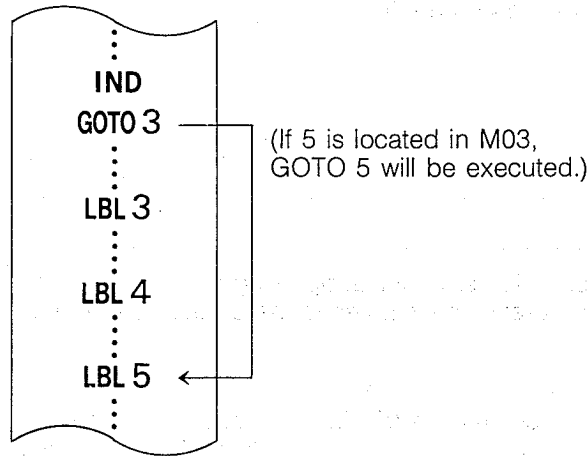 IND
GOTO 3
(If 5 is located in M03,
GOTO 5 will be executed.)
LBL 3
LBL 4
LBL 5